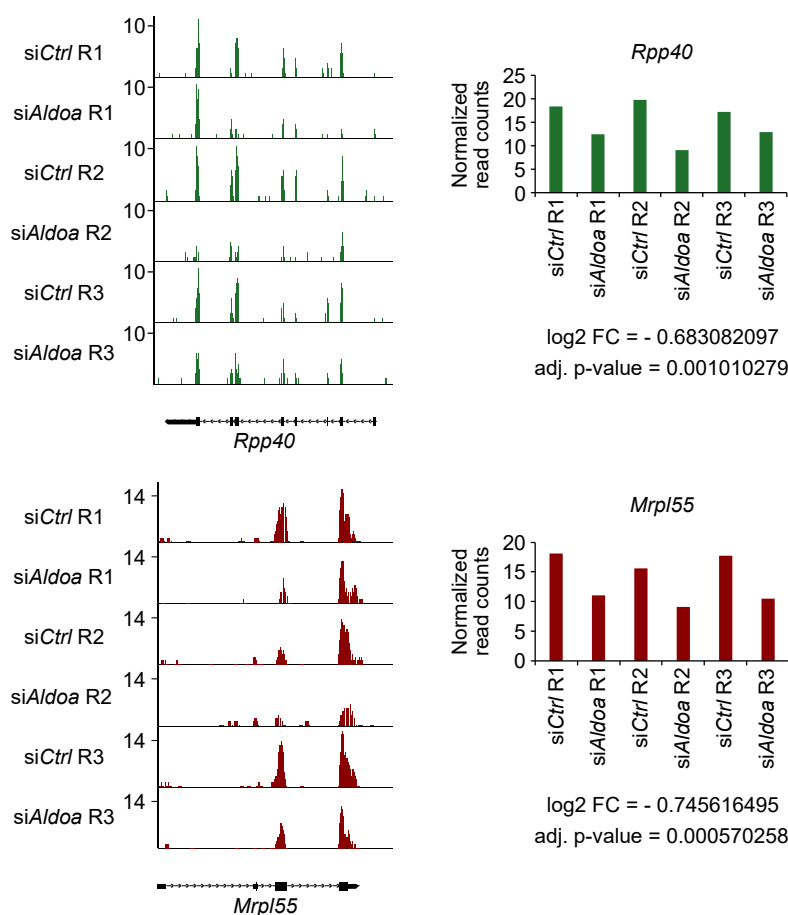 10
siCtrl R1
10
siAldoa R1
10
siCtrl R2
10
siAldoa R2
10
siCtrl R3
10
siAldoa R3
Rpp40
Rpp40
Normalized
read counts
25
20
15
10
5
0
siCtrl R1
siAldoa R1
siCtrl R2
siAldoa R2
siCtrl R3
siAldoa R3
log2 FC = - 0.683082097
adj. p-value = 0.001010279
14
siCtrl R1
14
siAldoa R1
14
siCtrl R2
14
siAldoa R2
14
siCtrl R3
14
siAldoa R3
Mrpl55
Mrpl55
Normalized
read counts
20
15
10
5
0
siCtrl R1
siAldoa R1
siCtrl R2
siAldoa R2
siCtrl R3
siAldoa R3
log2 FC = - 0.745616495
adj. p-value = 0.000570258